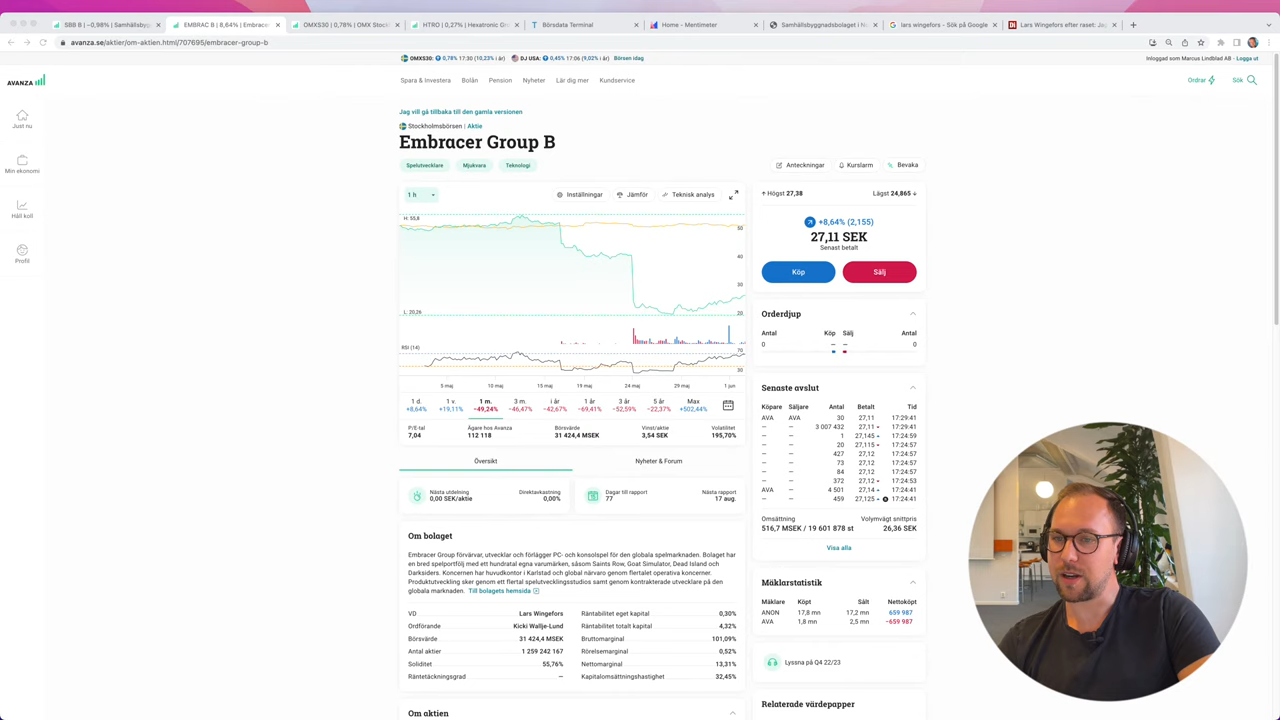 SBB B | −0,98% | Samhällsbyg
EMBRAC B | 8,64% | Embracer
OMXS30 | 0,78% | OMX Stock
HTRO | 0,27% | Hexatronic Gr
Börsdata Terminal
Home - Mentimeter
Samhällsbyggnadsbolaget i No
lars wingefors - Sök på Google
Lars Wingefors efter raset: Jag
avanza.se/aktier/om-aktien.html/707695/embracer-group-b
OMXS30: 0,78% 17:30 (10,23% i år) DJ USA: 0,45% 17:06 (9,02% i år) Börsen idag
Inloggad som Marcus Lindblad AB - Logga ut
AVANZA
Spara & Investera Bolån Pension Nyheter Lär dig mer Kundservice
Ordrar Sök
Just nu
Min ekonomi
Håll koll
Profil
Jag vill gå tillbaka till den gamla versionen
Stockholmsbörsen | Aktie
Embracer Group B
Spelutvecklare Mjukvara Teknologi
Anteckningar Kurslarm Bevaka
1 h
Inställningar Jämför Teknisk analys
H: 55,8
50
40
30
20
L: 20,26
RSI (14)
70
30
5 maj 10 maj 15 maj 19 maj 24 maj 29 maj 1 jun
1 d. 1 v. 1 m. 3 m. i år 1 år 3 år 5 år Max
+8,64% +19,11% −49,24% −46,47% −42,67% −69,41% −52,59% −22,37% +502,44%
P/E-tal Ägare hos Avanza Börsvärde Vinst/aktie Volatilitet
7,04 112 118 31 424,4 MSEK 3,54 SEK 195,70%
Översikt Nyheter & Forum
Nästa utdelning Direktavkastning
0,00 SEK/aktie 0,00%
Dagar till rapport Nästa rapport
77 17 aug.
Om bolaget
Embracer Group förvärvar, utvecklar och förlägger PC- och konsolspel för den globala spelmarknaden. Bolaget har
en bred spelportfölj med ett hundratal egna varumärken, såsom Saints Row, Goat Simulator, Dead Island och
Darksiders. Koncernen har huvudkontor i Karlstad och global närvaro genom flertalet operativa koncerner.
Produktutveckling sker genom ett flertal spelutvecklingsstudios samt genom kontrakterade utvecklare på den
globala marknaden. Till bolagets hemsida
VD Lars Wingefors
Ordförande Kicki Wallje-Lund
Börsvärde 31 424,4 MSEK
Antal aktier 1 259 242 167
Soliditet 55,76%
Räntetäckningsgrad —
Räntabilitet eget kapital 0,30%
Räntabilitet totalt kapital 4,32%
Bruttomarginal 101,09%
Rörelsemarginal 0,52%
Nettomarginal 13,31%
Kapitalomsättningshastighet 32,45%
Om aktien
Högst 27,38 Lägst 24,865
+8,64% (2,155)
27,11 SEK
Senast betalt
Köp Sälj
Orderdjup
Antal Köp Sälj Antal
0 — — 0
Senaste avslut
Köpare Säljare Antal Betalt Tid
AVA AVA 30 27,11 17:29:41
— — 3 007 432 27,11 17:29:41
— — 1 27,145 17:24:59
— — 20 27,115 17:24:57
— — 427 27,12 17:24:57
— — 73 27,12 17:24:57
— — 84 27,12 17:24:57
— — 372 27,12 17:24:53
AVA — 4 501 27,14 17:24:41
— — 459 27,125 17:24:41
Omsättning Volymvägt snittpris
516,7 MSEK / 19 601 878 st 26,36 SEK
Visa alla
Mäklarstatistik
Mäklare Köpt Sålt Nettoköpt
ANON 17,8 mn 17,2 mn 659 987
AVA 1,8 mn 2,5 mn −659 987
Lyssna på Q4 22/23
Relaterade värdepapper